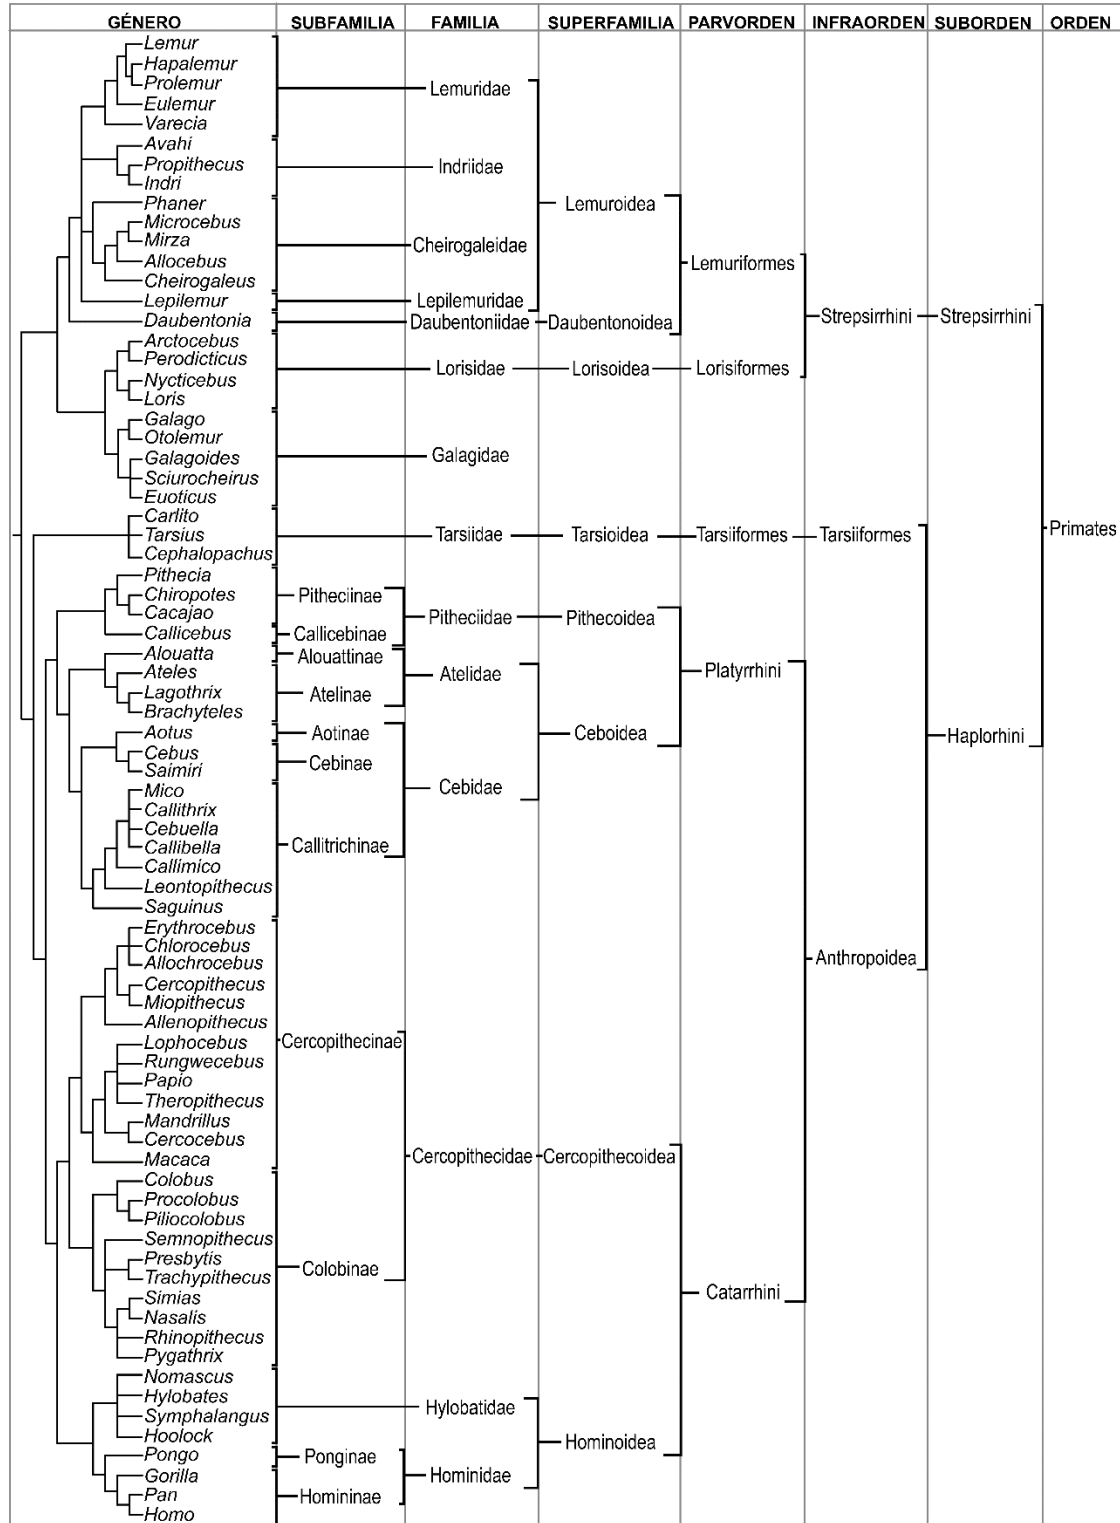 GÉNERO SUBFAMILIA FAMILIA SUPERFAMILIA PARVORDEN INFRAORDEN SUBORDEN ORDEN
Lemur
Hapalemur
Prolemur Lemuridae
Eulemur
Varecia
Avahi
Propithecus Indriidae
Indri
Phaner Lemuroidea
Microcebus
Mirza Cheirogaleidae
Allocebus Lemuriformes
Cheirogaleus
Lepilemur Lepilemuridae
Daubentonia Daubentoniidae Daubentonoidea Strepsirrhini Strepsirrhini
Arctocebus
Perodicticus Lorisidae Lorisoidea Lorisiformes
Nycticebus
Loris
Galago
Otolemur
Galagoides Galagidae
Sciurocheirus
Euoticus
Carlito
Tarsius Tarsiidae Tarsioidea Tarsiiformes Tarsiiformes Primates
Cephalopachus
Pithecia
Chiropotes Pitheciinae
Cacajao Pitheciidae Pithecoidea
Callicebus Callicebinae
Alouatta Alouattinae
Ateles Atelidae Platyrrhini
Lagothrix Atelinae
Brachyteles
Aotus Aotinae Ceboidea Haplorhini
Cebus Cebinae
Saimiri
Mico Cebidae
Callithrix
Cebuella
Callibella Callitrichinae
Callimico
Leontopithecus
Saguinus
Erythrocebus
Chlorocebus
Allochrocebus Anthropoidea
Cercopithecus
Miopithecus
Allenopithecus
Lophocebus Cercopithecinae
Rungwecebus
Papio
Theropithecus
Mandrillus
Cercocebus
Macaca Cercopithecidae Cercopithecoidea
Colobus
Procolobus
Piliocolobus
Semnopithecus
Presbytis Colobinae
Trachypithecus
Simias Catarrhini
Nasalis
Rhinopithecus
Pygathrix
Nomascus
Hylobates Hylobatidae
Symphalangus
Hoolock Hominoidea
Pongo Ponginae
Gorilla Hominidae
Pan Homininae
Homo